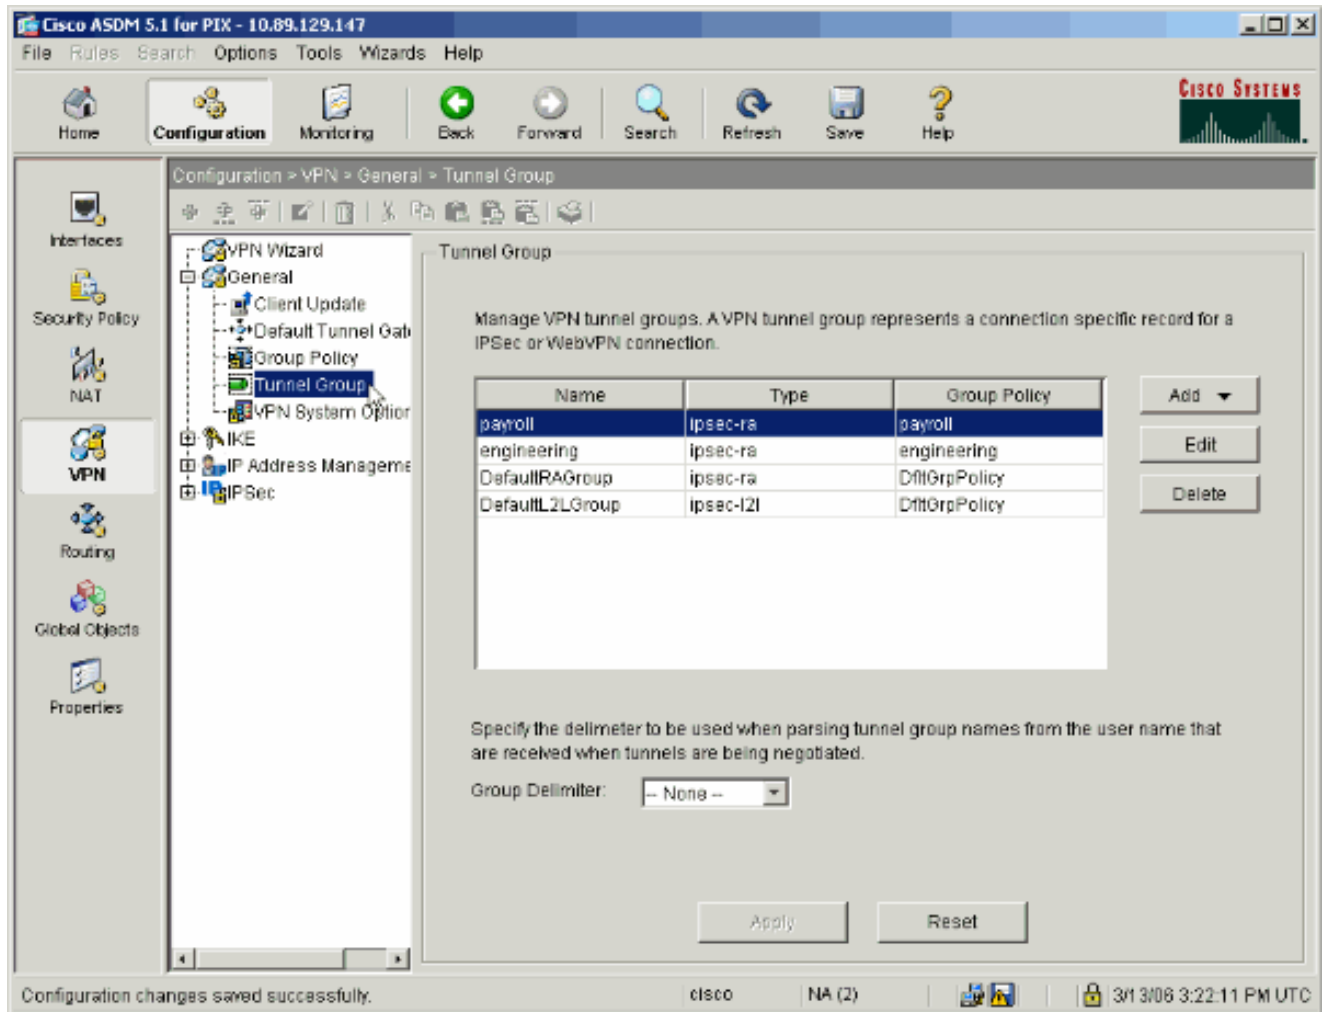 Cisco ASDM 5.1 for PIX - 10.89.129.147
File Rules Search Options Tools Wizards Help
Home Configuration Monitoring Back Forward Search Refresh Save Help
CISCO SYSTEMS
Configuration > VPN > General > Tunnel Group
Interfaces
Security Policy
NAT
VPN
Routing
Global Objects
Properties
VPN Wizard
General
Client Update
Default Tunnel Gat
Group Policy
Tunnel Group
VPN System Option
IKE
IP Address Manageme
IPSec
Tunnel Group
Manage VPN tunnel groups. A VPN tunnel group represents a connection specific record for a
IPSec or WebVPN connection.
Name Type Group Policy
payroll ipsec-ra payroll
engineering ipsec-ra engineering
DefaultRAGroup ipsec-ra DfltGrpPolicy
DefaultL2LGroup ipsec-l2l DfltGrpPolicy
Add
Edit
Delete
Specify the delimeter to be used when parsing tunnel group names from the user name that
are received when tunnels are being negotiated.
Group Delimiter: -- None --
Apply Reset
Configuration changes saved successfully. cisco NA (2) 3/13/06 3:22:11 PM UTC